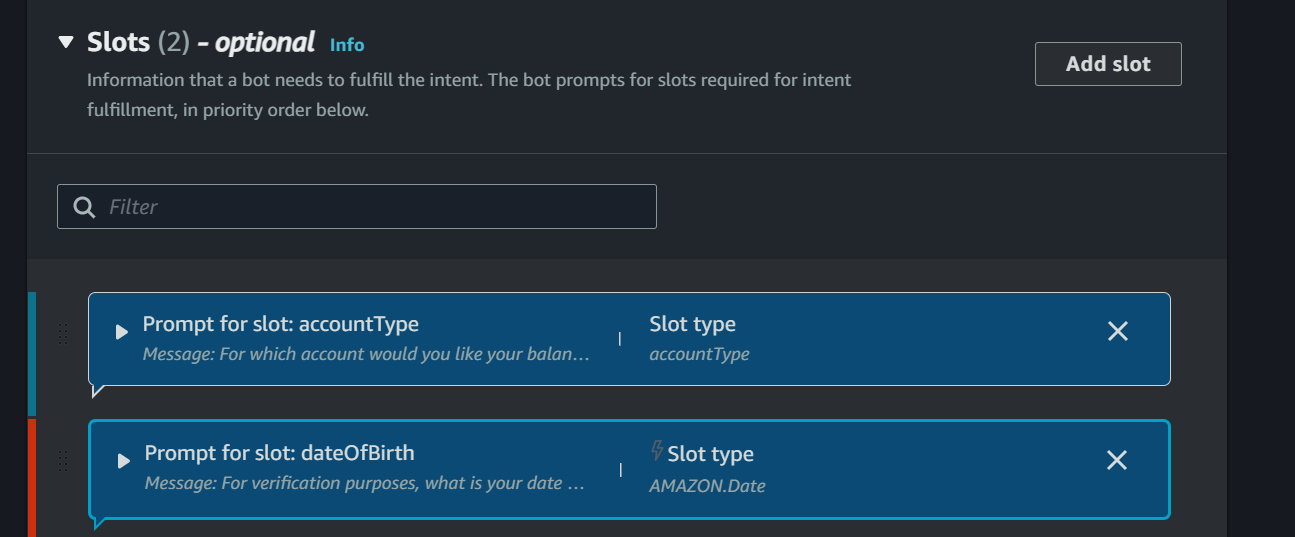 Slots (2) - optional Info
Add slot
Information that a bot needs to fulfill the intent. The bot prompts for slots required for intent
fulfillment, in priority order below.
Filter
Prompt for slot: accountType
Slot type
Message: For which account would you like your balan…
accountType
Prompt for slot: dateOfBirth
Slot type
Message: For verification purposes, what is your date …
AMAZON.Date